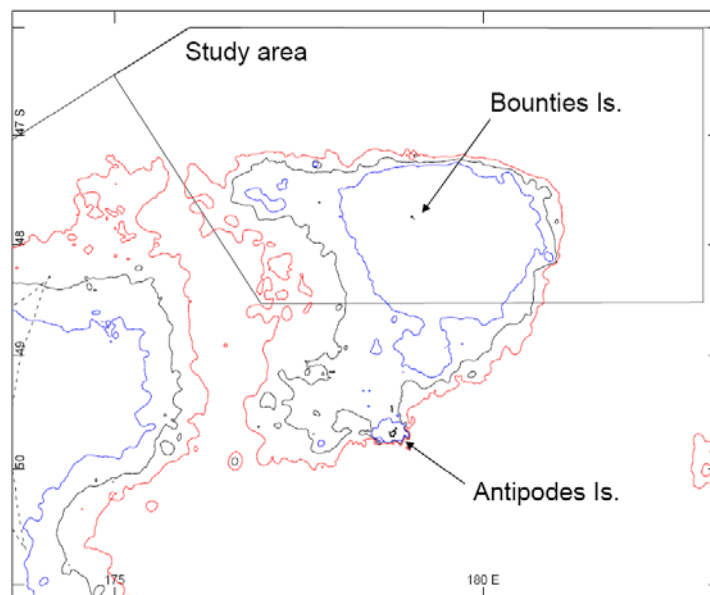 Study area
Bounties Is.
47 S
48
49
Antipodes Is.
50
175
180 E